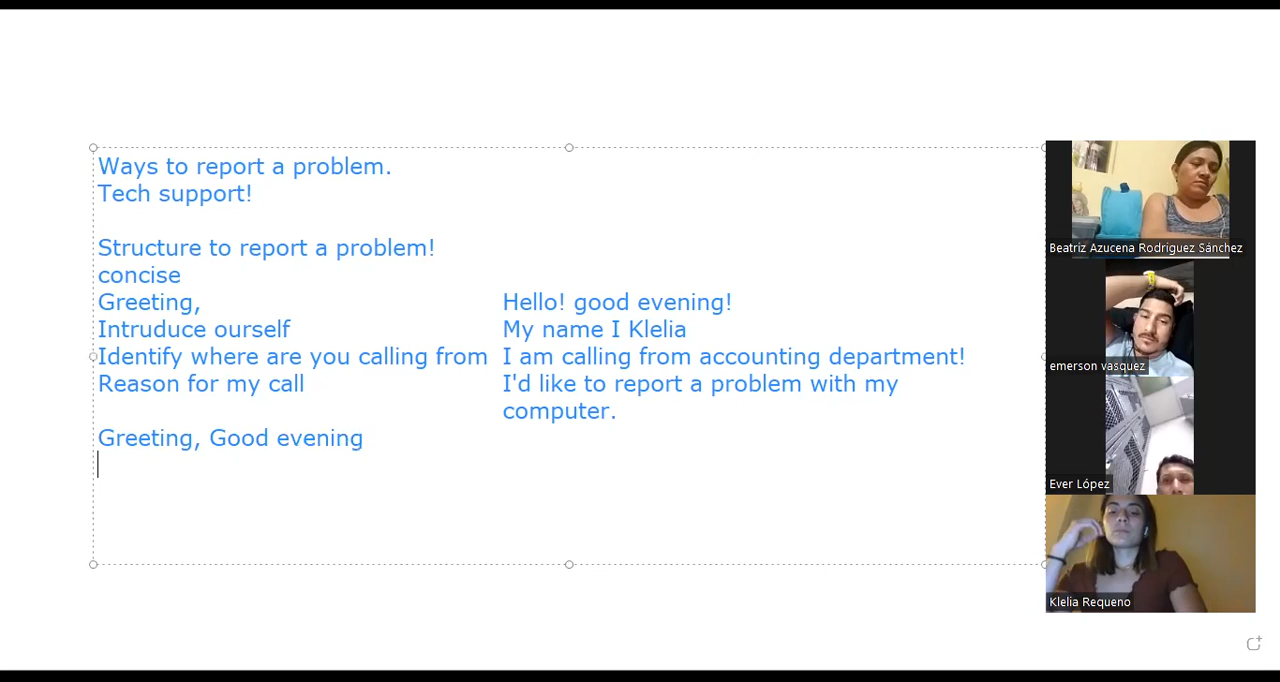 Ways to report a problem.
Tech support!
Structure to report a problem!
concise
Greeting,
Hello! good evening!
Intruduce ourself
My name I Klelia
Identify where are you calling from
I am calling from accounting department!
Reason for my call
I'd like to report a problem with my
computer.
Greeting, Good evening
Beatriz Azucena Rodriguez Sánchez
emerson vasquez
Ever López
Klelia Requeno